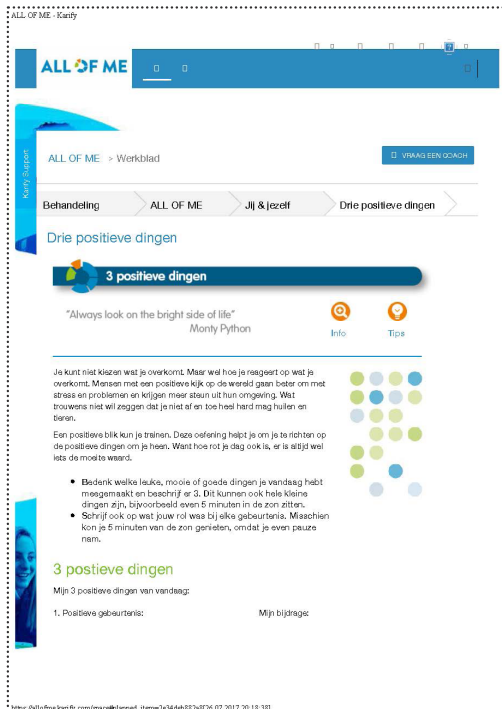 ALL OF ME - Karify
ALL OF ME
Karify Support
ALL OF ME > Werkblad
VRAAG EEN COACH
Behandeling
ALL OF ME
Jij & jezelf
Drie positieve dingen
Drie positieve dingen
3 positieve dingen
"Always look on the bright side of life"
Monty Python
Info
Tips
Je kunt niet kiezen wat je overkomt. Maar wel hoe je reageert op wat je
overkomt. Mensen met een positieve kijk op de wereld gaan beter om met
stress en problemen en krijgen meer steun uit hun omgeving. Wat
trouwens niet wil zeggen dat je niet af en toe heel hard mag huilen en
tieren.
Een positieve blik kun je trainen. Deze oefening helpt je om je te richten op
de positieve dingen om je heen. Want hoe rot je dag ook is, er is altijd wel
iets de moeite waard.
• Bedenk welke leuke, mooie of goede dingen je vandaag hebt
meegemaakt en beschrijf er 3. Dit kunnen ook hele kleine
dingen zijn, bijvoorbeeld even 5 minuten in de zon zitten.
• Schrijf ook op wat jouw rol was bij elke gebeurtenis. Misschien
kon je 5 minuten van de zon genieten, omdat je even pauze
nam.
3 postieve dingen
Mijn 3 positieve dingen van vandaag:
1. Positieve gebeurtenis:
Mijn bijdrage: